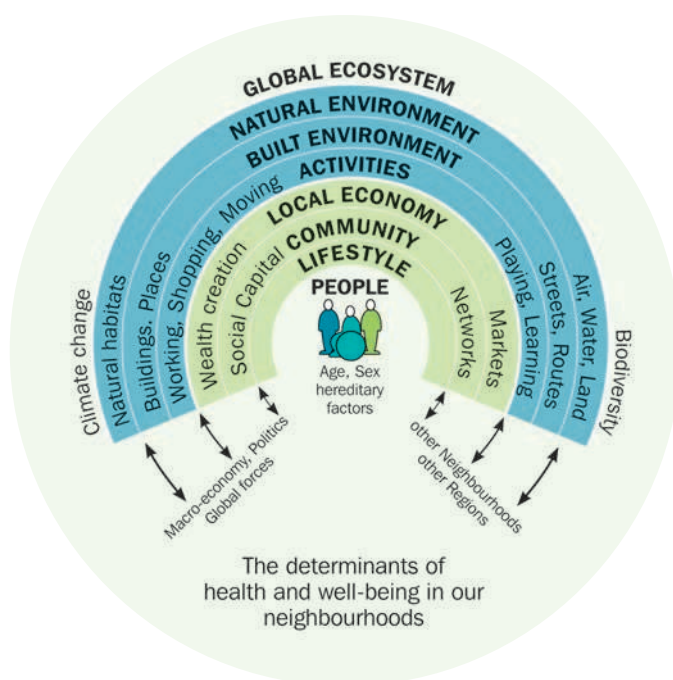 GLOBAL ECOSYSTEM
NATURAL ENVIRONMENT
BUILT ENVIRONMENT
ACTIVITIES
LOCAL ECONOMY
COMMUNITY
LIFESTYLE
PEOPLE
Age, Sex
hereditary
factors
Climate change
Natural habitats
Buildings. Places
Working, Shopping, Moving
Wealth creation
Social Capital
Networks
Markets
Playing, Learning
Streets, Routes
Air, Water, Land
Biodiversity
Macro-economy, Politics
Global forces
other Neighbourhoods
other Regions
The determinants of
health and well-being in our
neighbourhoods